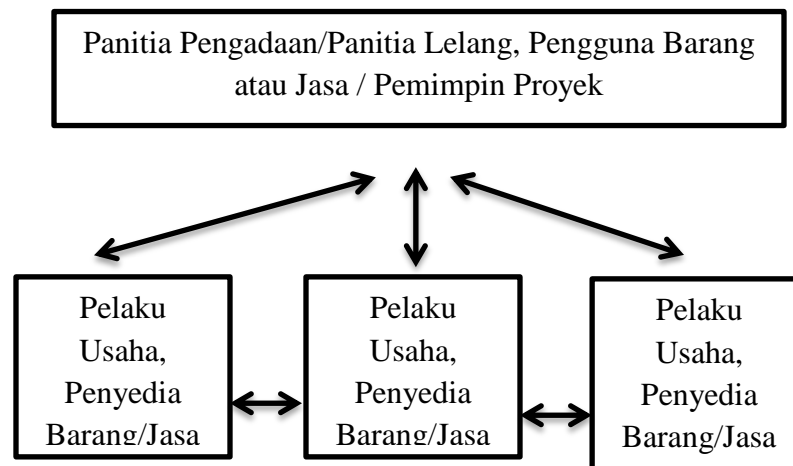 Panitia Pengadaan/Panitia Lelang, Pengguna Barang
atau Jasa / Pemimpin Proyek
Pelaku
Usaha,
Penyedia
Barang/Jasa
Pelaku
Usaha,
Penyedia
Barang/Jasa
Pelaku
Usaha,
Penyedia
Barang/Jasa